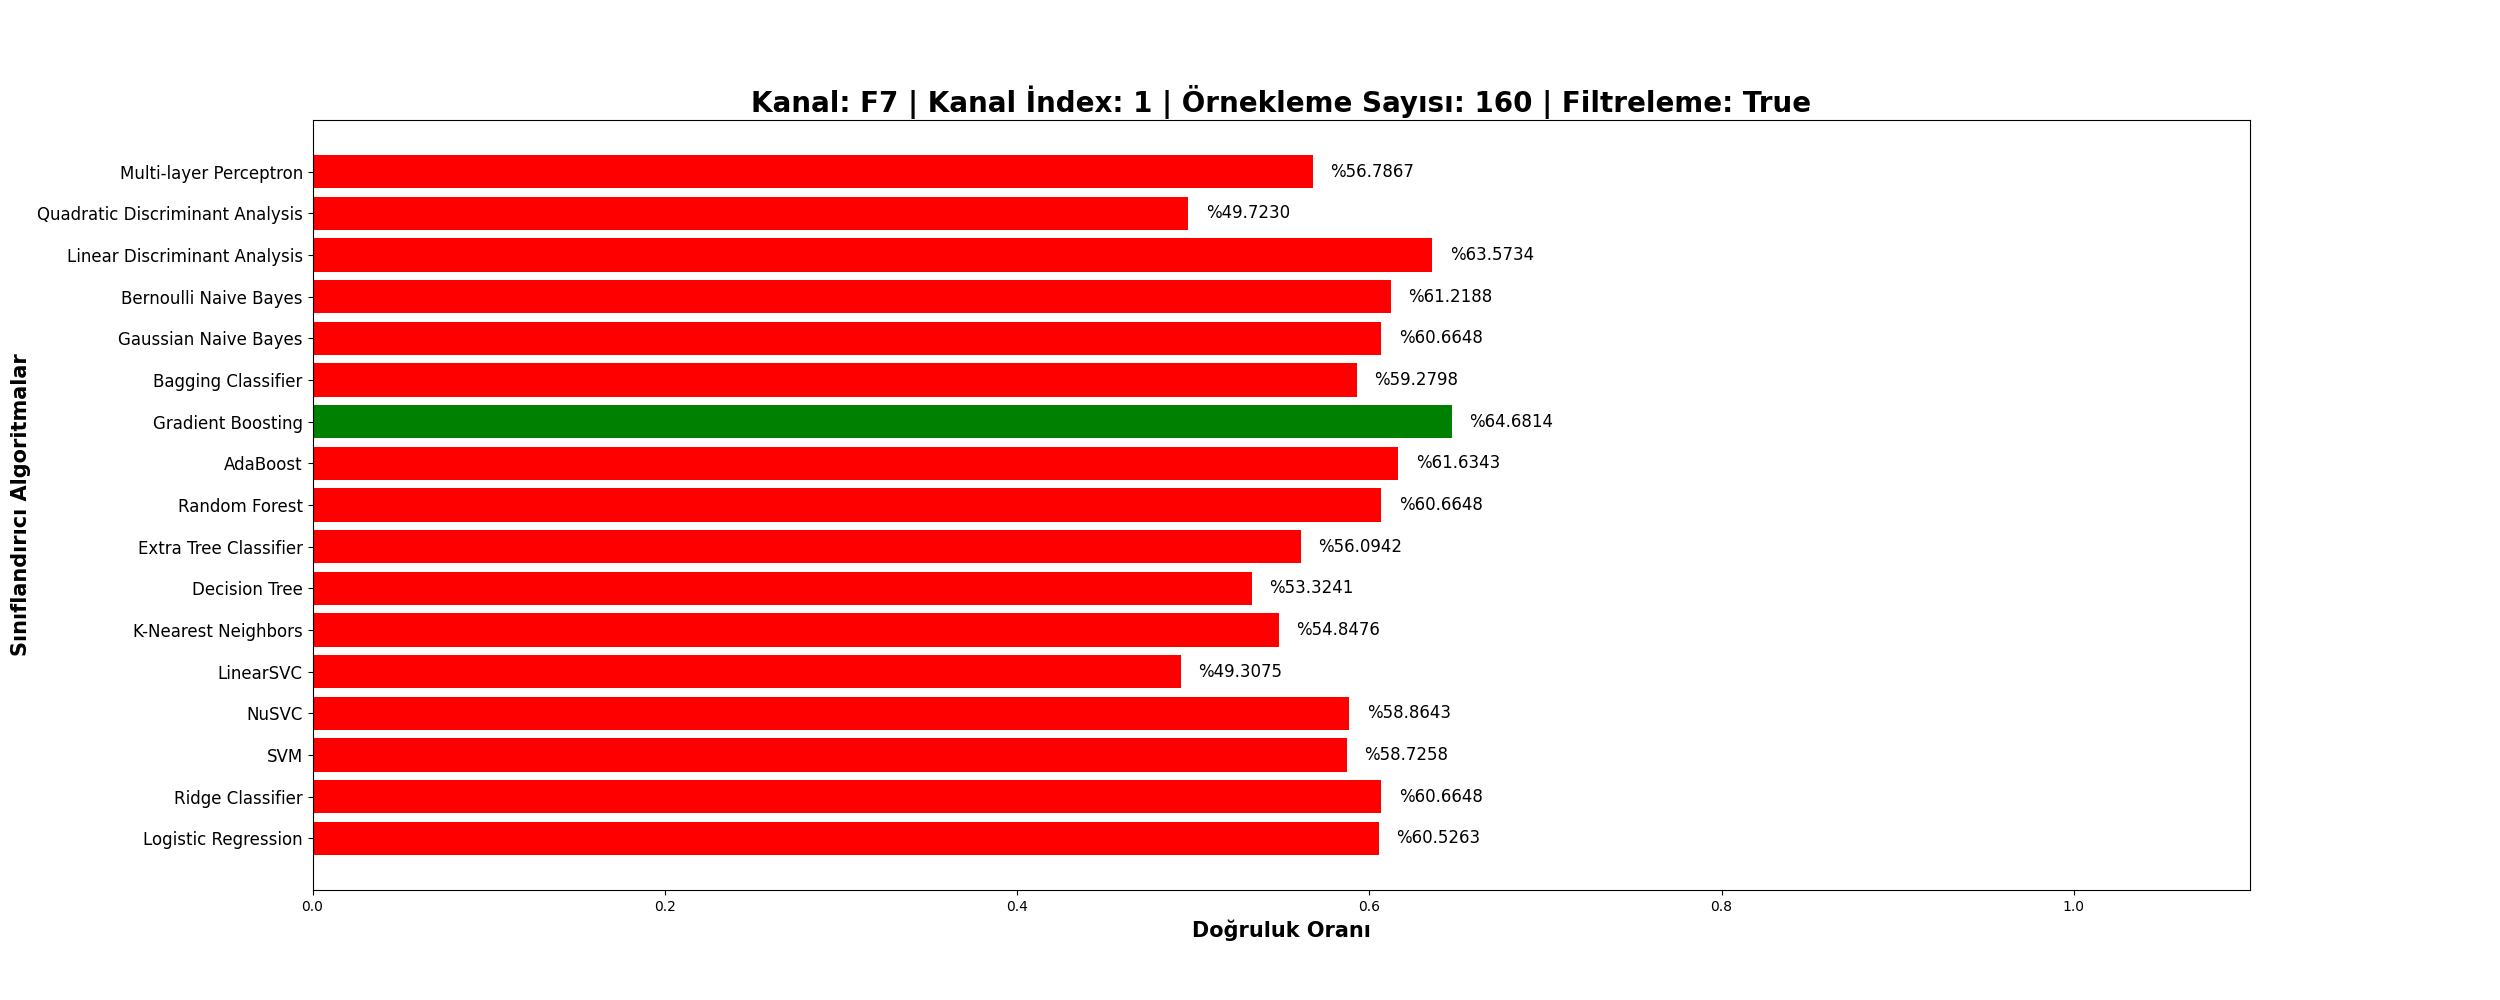 Kanal: F7 | Kanal İndex: 1 | Örnekleme Sayısı: 160 | Filtreleme: True
Sınıflandırıcı Algoritmalar
Multi-layer Perceptron %56.7867
Quadratic Discriminant Analysis %49.7230
Linear Discriminant Analysis %63.5734
Bernoulli Naive Bayes %61.2188
Gaussian Naive Bayes %60.6648
Bagging Classifier %59.2798
Gradient Boosting %64.6814
AdaBoost %61.6343
Random Forest %60.6648
Extra Tree Classifier %56.0942
Decision Tree %53.3241
K-Nearest Neighbors %54.8476
LinearSVC %49.3075
NuSVC %58.8643
SVM %58.7258
Ridge Classifier %60.6648
Logistic Regression %60.5263
0.0 0.2 0.4 0.6 0.8 1.0
Doğruluk Oranı